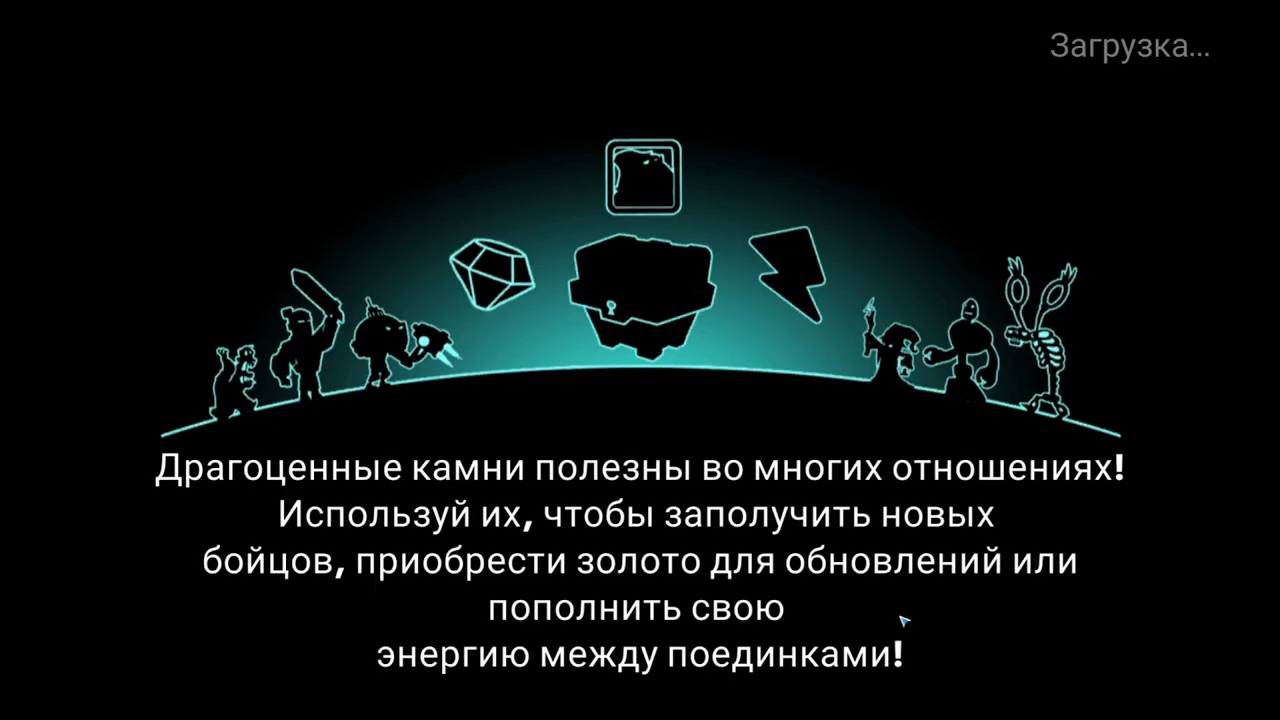 Загрузка...
Драгоценные камни полезны во многих отношениях!
Используй их, чтобы заполучить новых
бойцов, приобрести золото для обновлений или
пополнить свою
энергию между поединками!